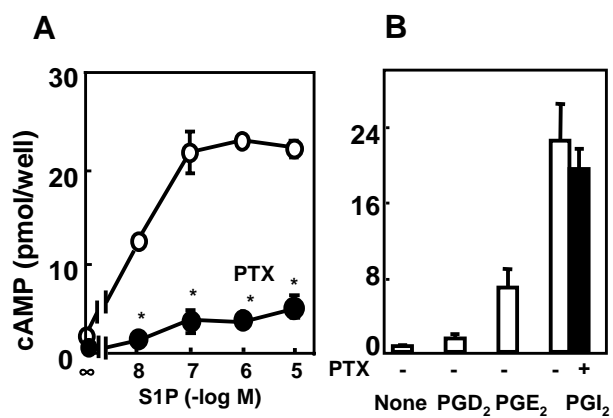 A
B
cAMP (pmol/well)
30
20
10
0
PTX
*
*
*
*
∞ 8 7 6 5
S1P (-log M)
24
16
8
0
PTX - - - - +
None PGD₂ PGE₂ PGI₂